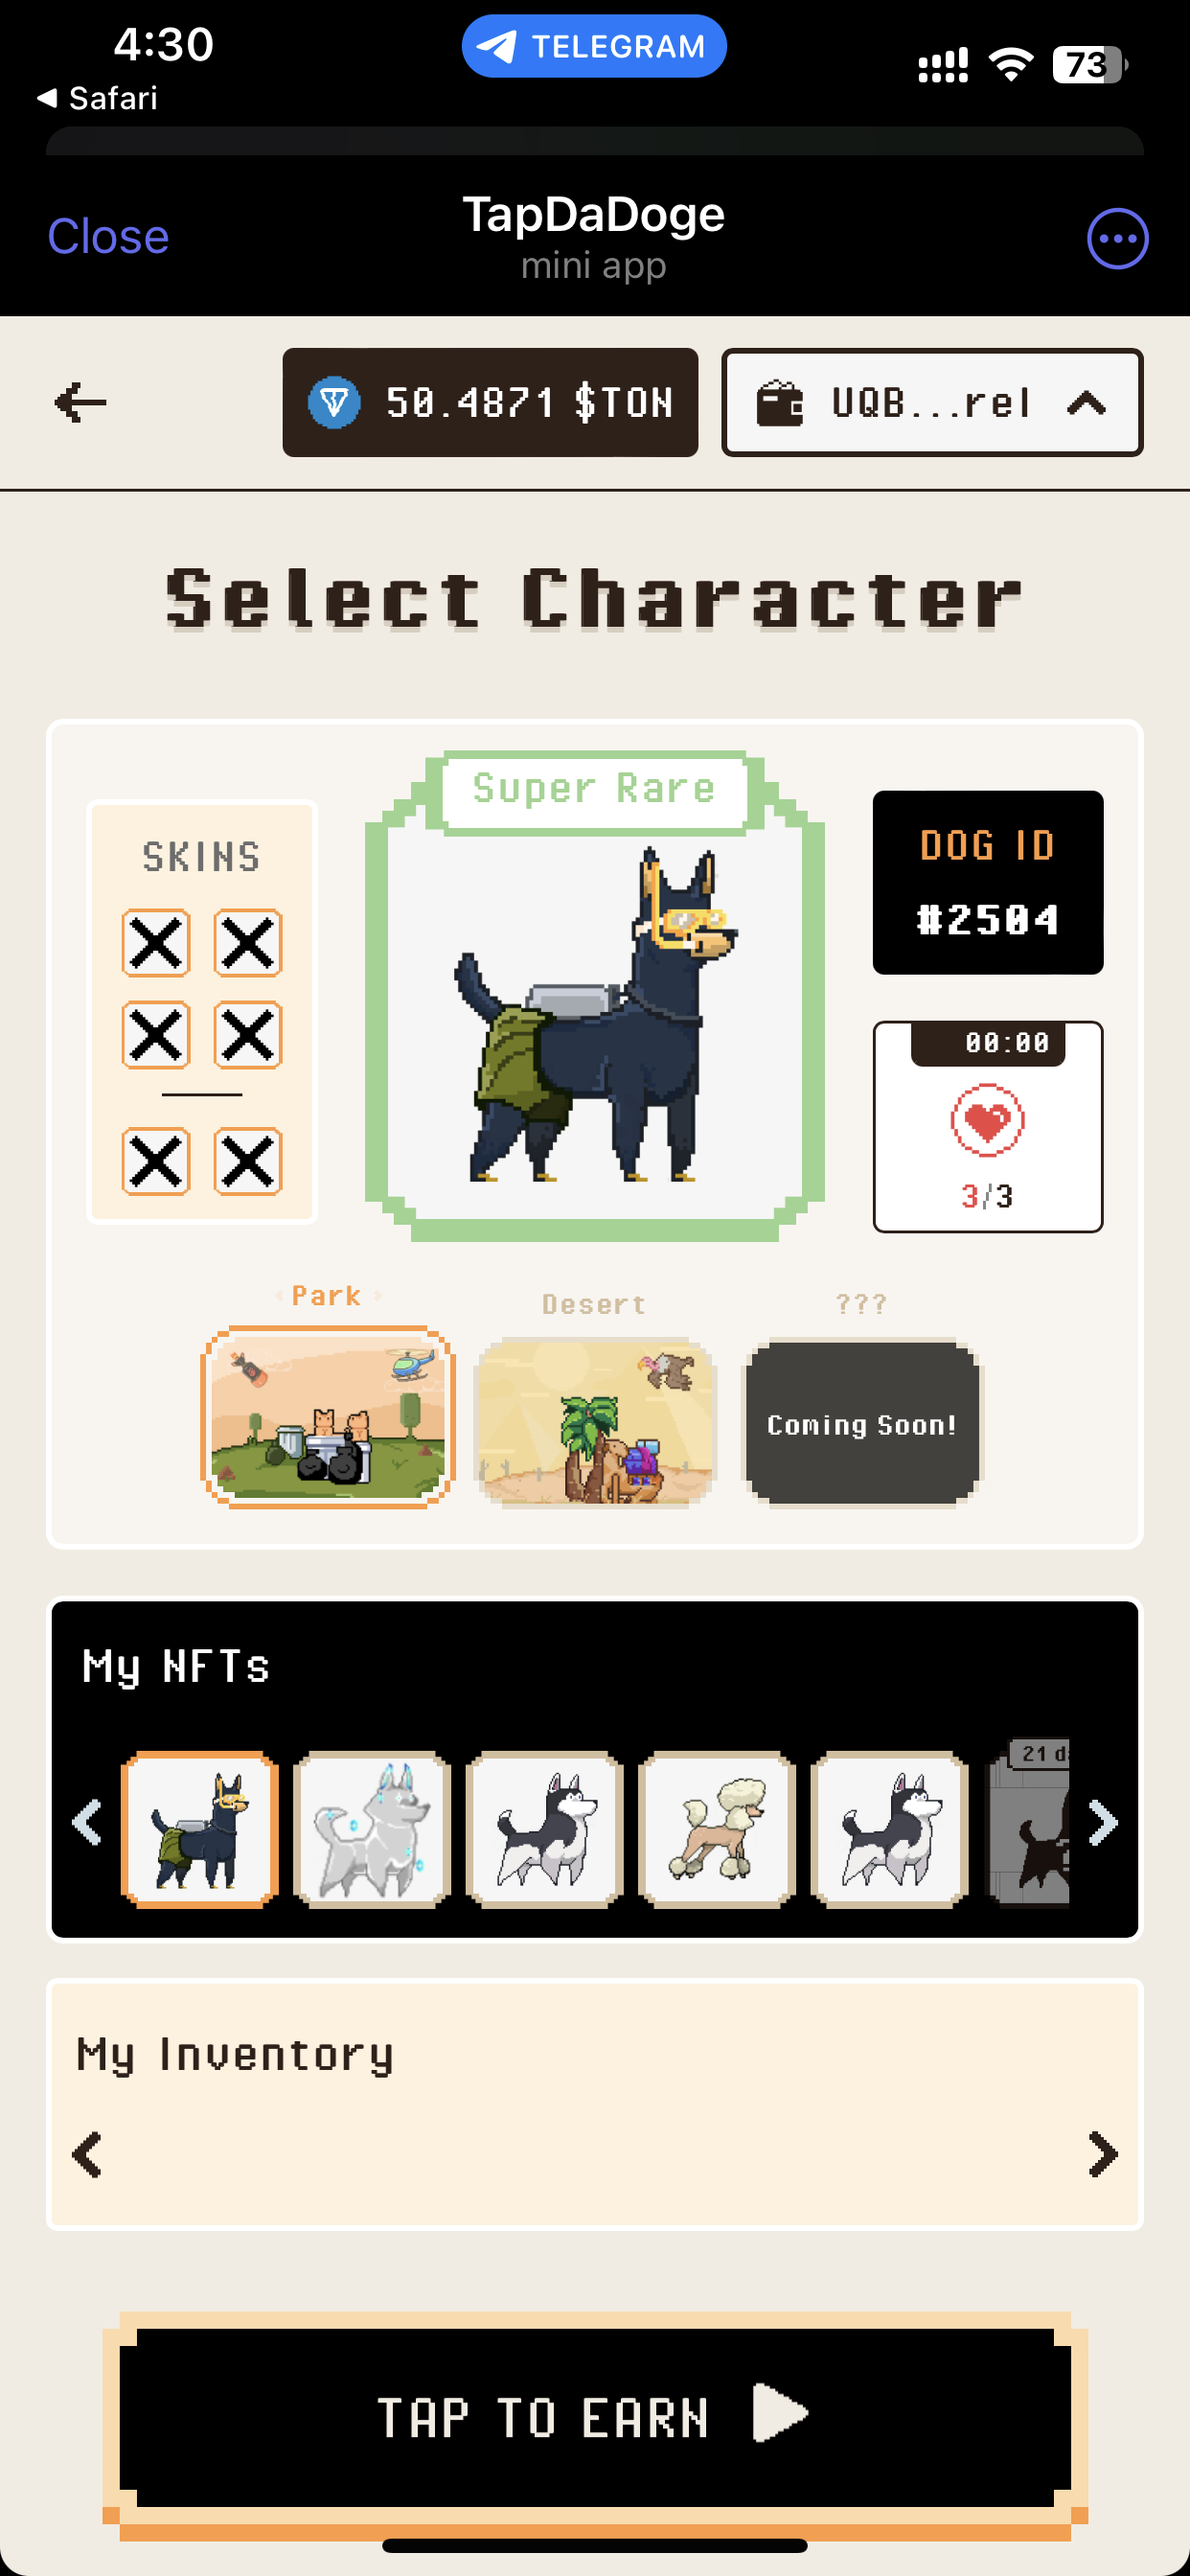 4:30
TELEGRAM
73
Safari
Close
TapDaDoge
mini app
50.4871 $TON
UQB...rel
Select Character
SKINS
Super Rare
DOG ID
#2504
00:00
3/3
Park
Desert
???
Coming Soon!
My NFTs
21 d
My Inventory
TAP TO EARN